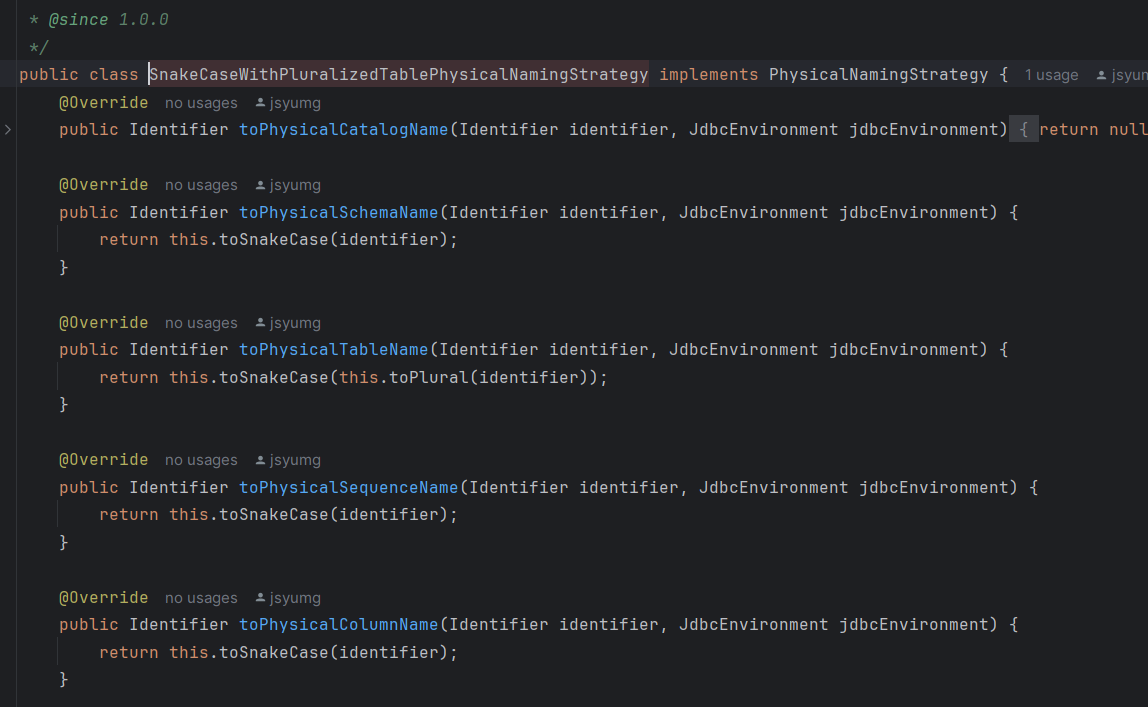 * @since 1.0.0
*/
public class SnakeCaseWithPluralizedTablePhysicalNamingStrategy implements PhysicalNamingStrategy { 1 usage jsyum
@Override no usages jsyumg
public Identifier toPhysicalCatalogName(Identifier identifier, JdbcEnvironment jdbcEnvironment) { return null
@Override no usages jsyumg
public Identifier toPhysicalSchemaName(Identifier identifier, JdbcEnvironment jdbcEnvironment) {
return this.toSnakeCase(identifier);
}
@Override no usages jsyumg
public Identifier toPhysicalTableName(Identifier identifier, JdbcEnvironment jdbcEnvironment) {
return this.toSnakeCase(this.toPlural(identifier));
}
@Override no usages jsyumg
public Identifier toPhysicalSequenceName(Identifier identifier, JdbcEnvironment jdbcEnvironment) {
return this.toSnakeCase(identifier);
}
@Override no usages jsyumg
public Identifier toPhysicalColumnName(Identifier identifier, JdbcEnvironment jdbcEnvironment) {
return this.toSnakeCase(identifier);
}